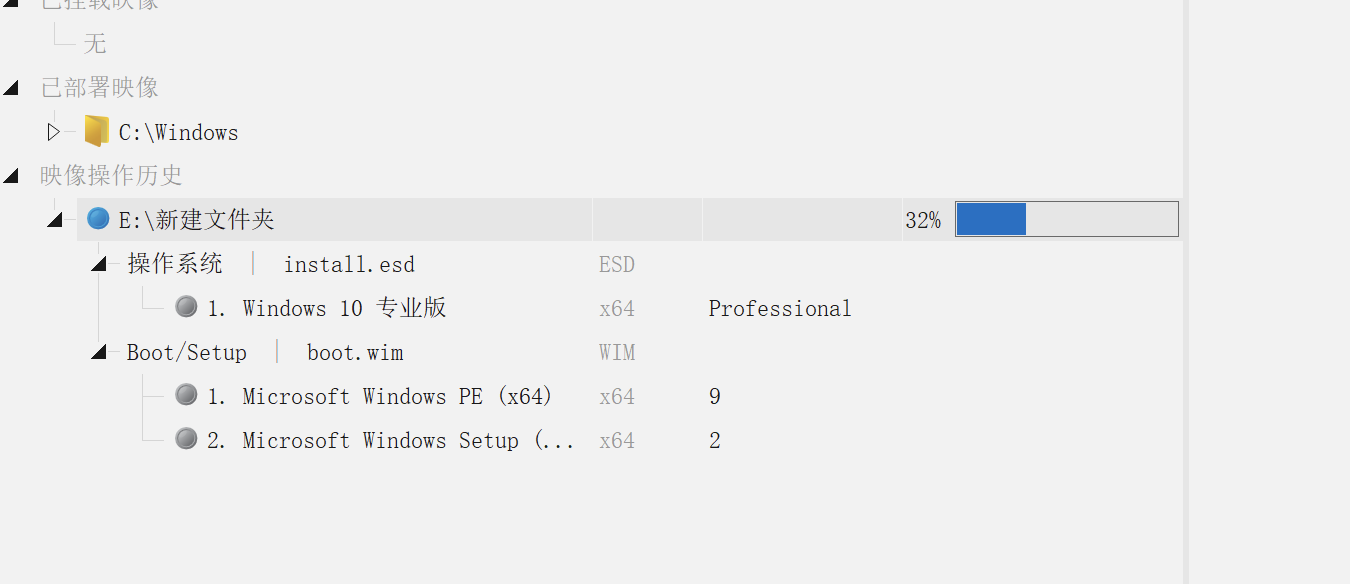 已挂载映像
无
已部署映像
C:\Windows
映像操作历史
E:\新建文件夹 32%
操作系统 | install.esd ESD
1. Windows 10 专业版 x64 Professional
Boot/Setup | boot.wim WIM
1. Microsoft Windows PE (x64) x64 9
2. Microsoft Windows Setup (... x64 2